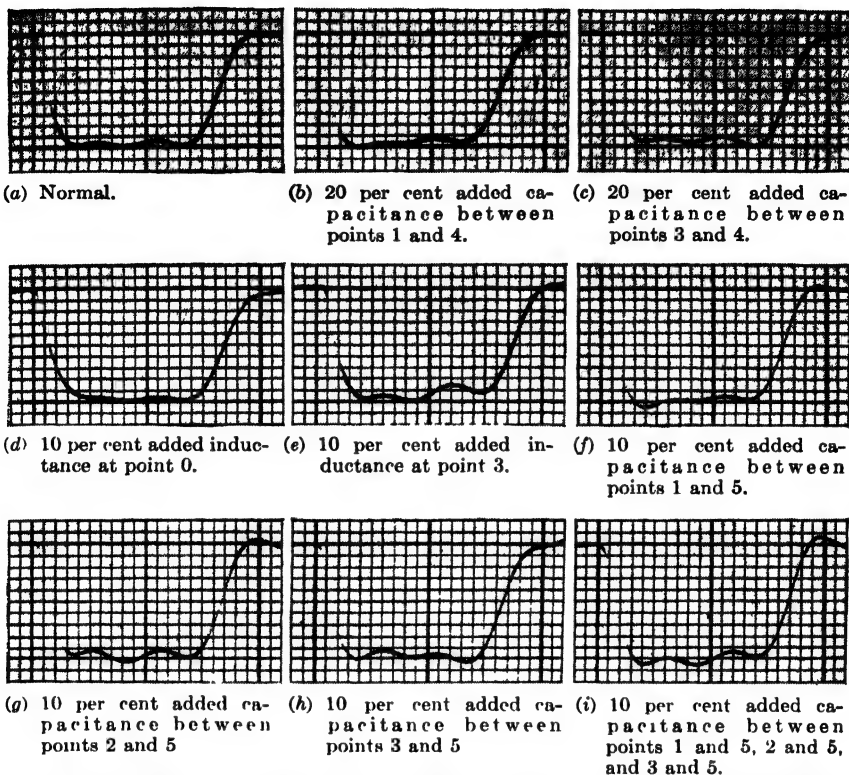 (a) Normal.
(b) 20 per cent added ca-
pacitance between
points 1 and 4.
(c) 20 per cent added ca-
pacitance between
points 3 and 4.
(d) 10 per cent added induc-
tance at point 0.
(e) 10 per cent added in-
ductance at point 3.
(f) 10 per cent added ca-
pacitance between
points 1 and 5.
(g) 10 per cent added ca-
pacitance between
points 2 and 5
(h) 10 per cent added ca-
pacitance between
points 3 and 5
(i) 10 per cent added ca-
pacitance between
points 1 and 5, 2 and 5,
and 3 and 5.